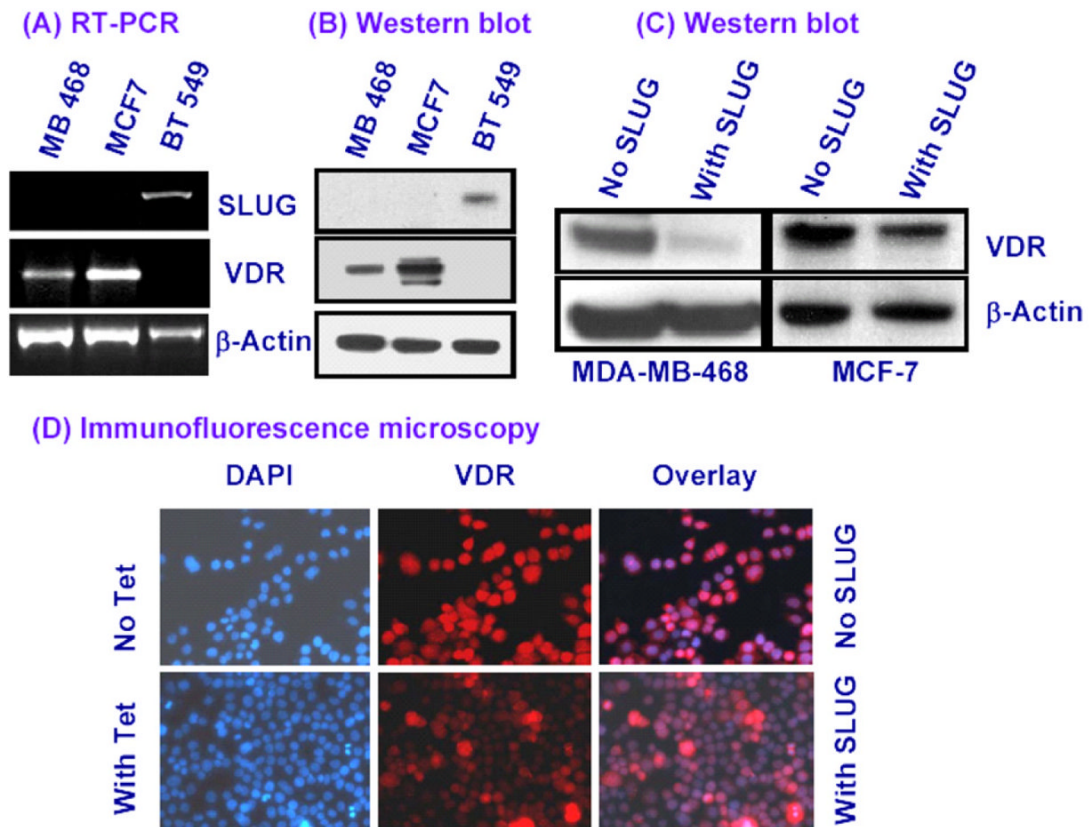 (A) RT-PCR
(B) Western blot
(C) Western blot
MB 468
MCF7
BT 549
MB 468
MCF7
BT 549
No SLUG
With SLUG
No SLUG
With SLUG
SLUG
VDR
β-Actin
VDR
β-Actin
MDA-MB-468
MCF-7
(D) Immunofluorescence microscopy
DAPI
VDR
Overlay
No Tet
No SLUG
With Tet
With SLUG